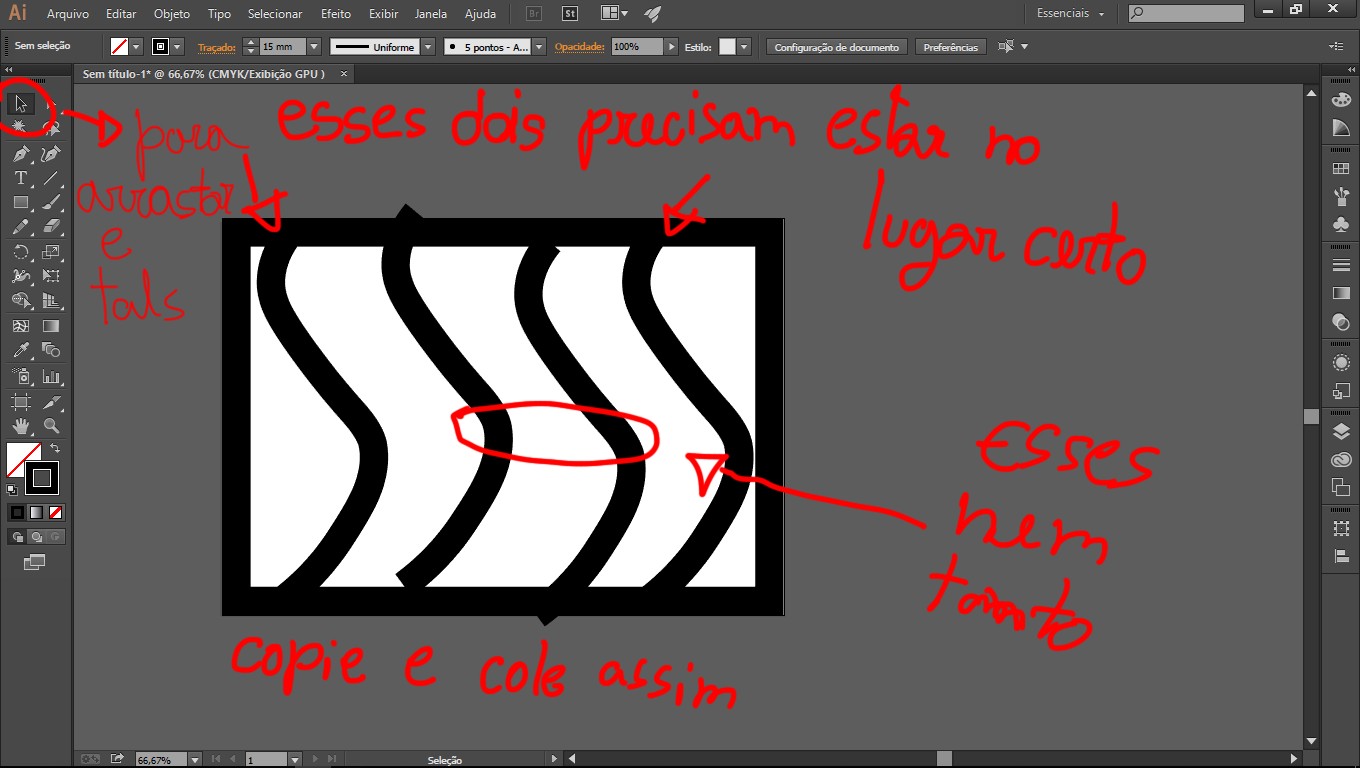 Ai Arquivo Editar Objeto Tipo Selecionar Efeito Exibir Janela Ajuda Br St Essenciais
Sem seleção Traçado: 15 mm Uniforme 5 pontos - A... Opacidade: 100% Estilo: Configuração de documento Preferências
Sem título-1* @ 66,67% (CMYK/Exibição GPU )
esses dois precisam estar no
lugar certo
para
arrastar
e
tals
Esses
nem
tanto
copie e cole assim
66,67% 1 Seleção